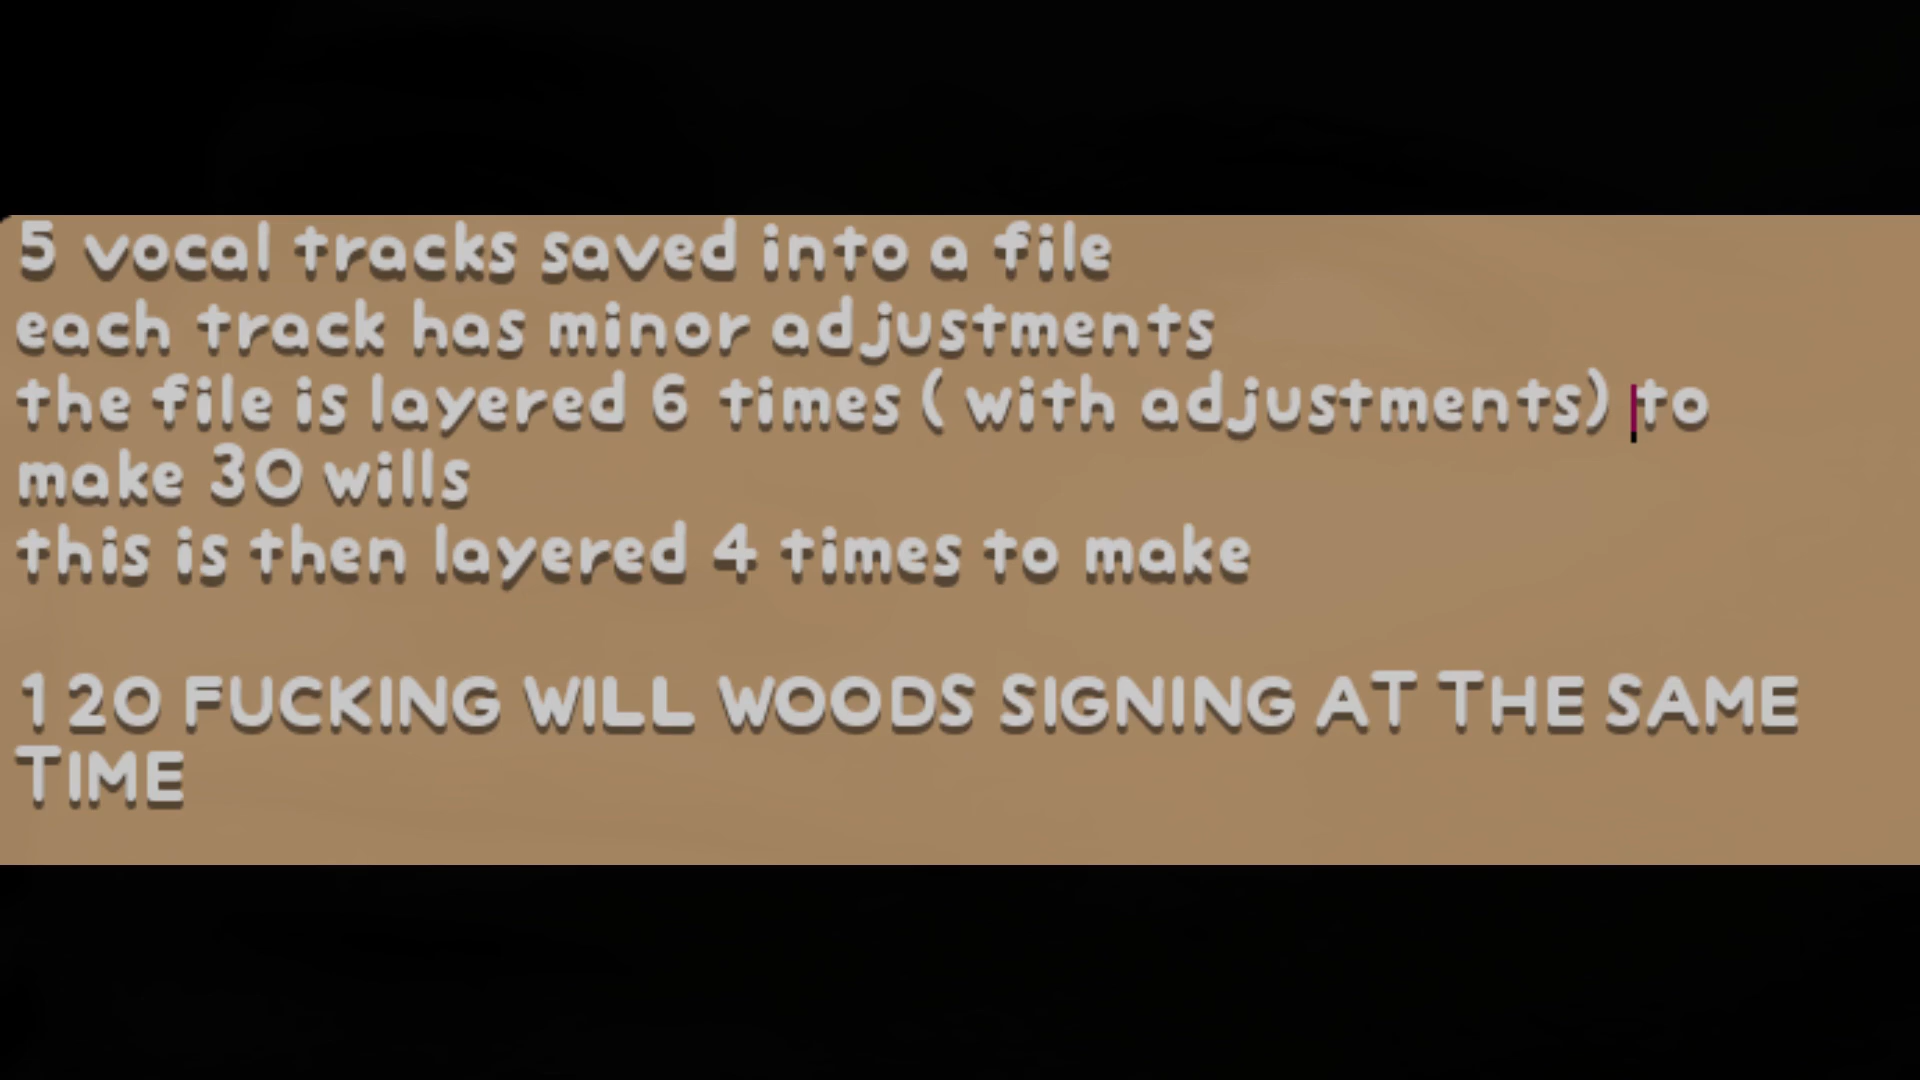 5 vocal tracks saved into a file
each track has minor adjustments
the file is layered 6 times ( with adjustments) to
make 30 wills
this is then layered 4 times to make
120 FUCKING WILL WOODS SIGNING AT THE SAME
TIME